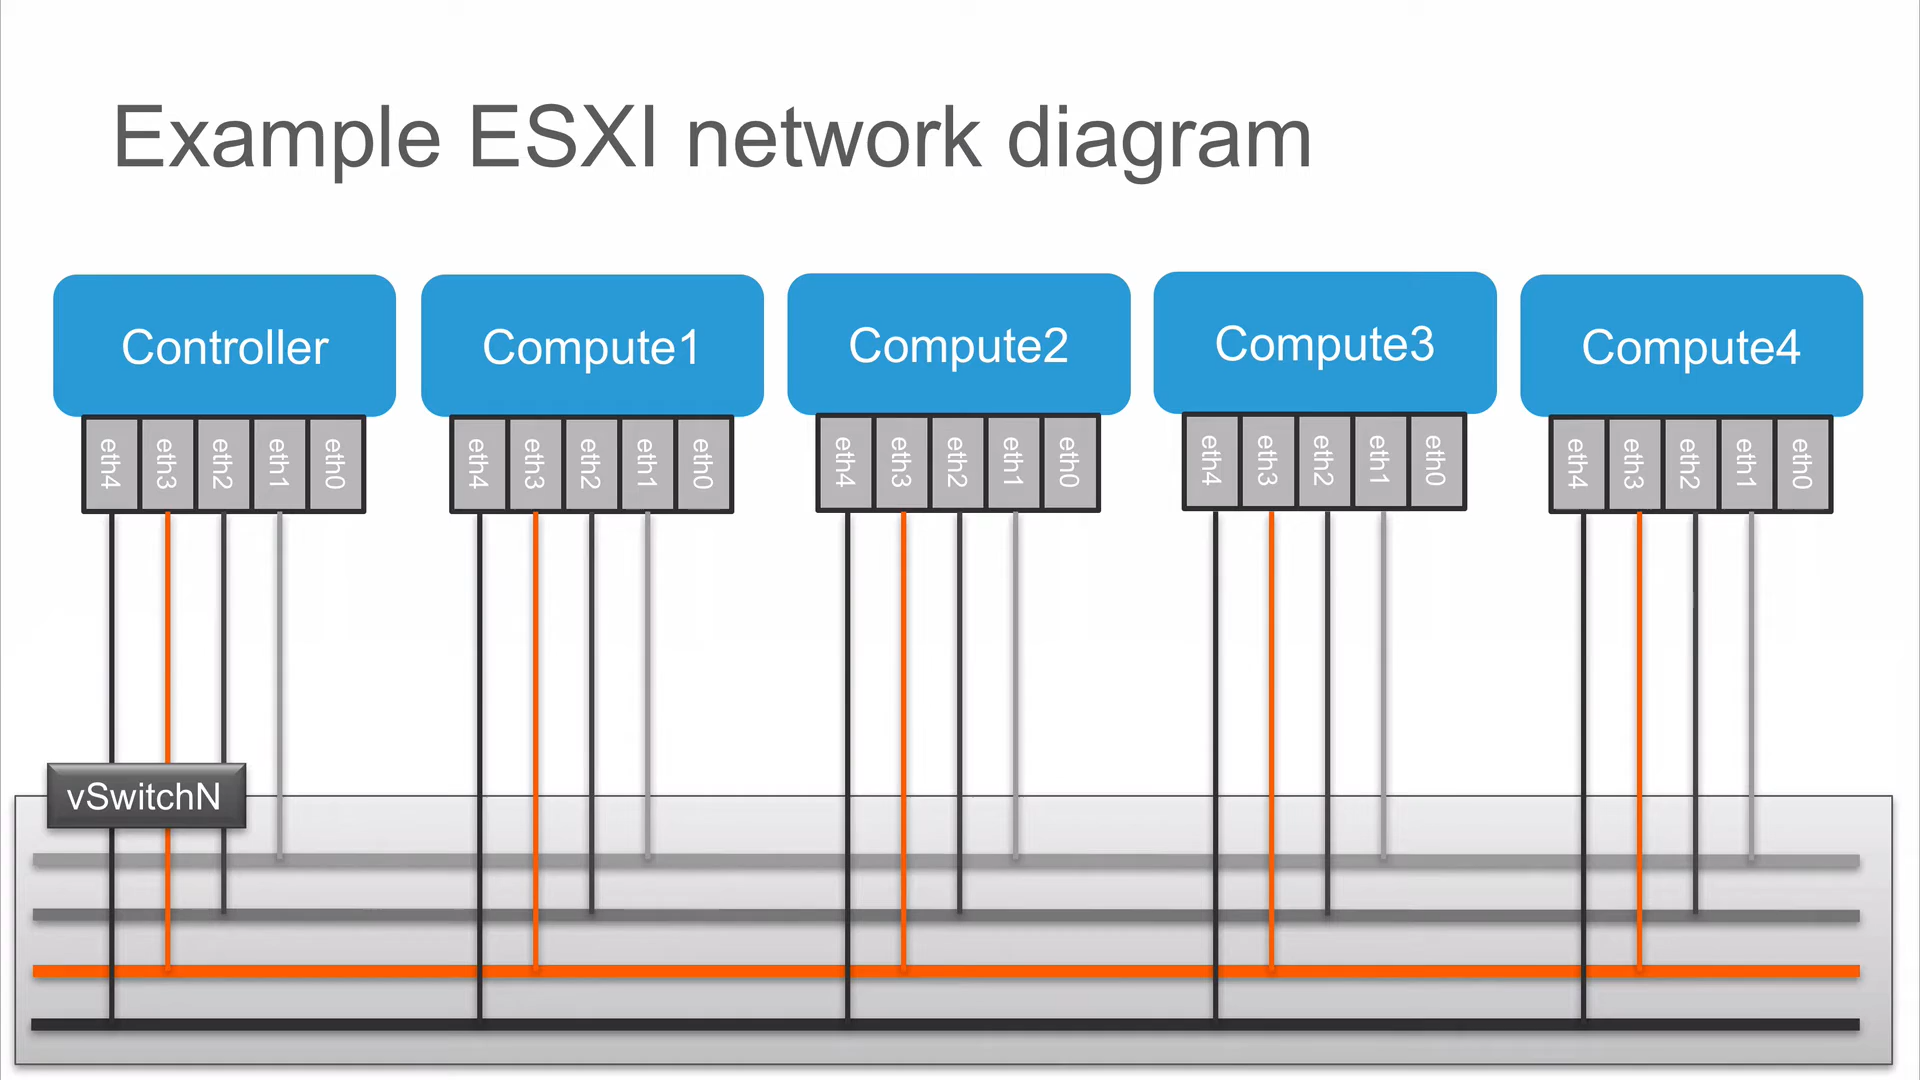 Example ESXI network diagram
Controller
Compute1
Compute2
Compute3
Compute4
eth4 eth3 eth2 eth1 eth0
eth4 eth3 eth2 eth1 eth0
eth4 eth3 eth2 eth1 eth0
eth4 eth3 eth2 eth1 eth0
eth4 eth3 eth2 eth1 eth0
vSwitchN